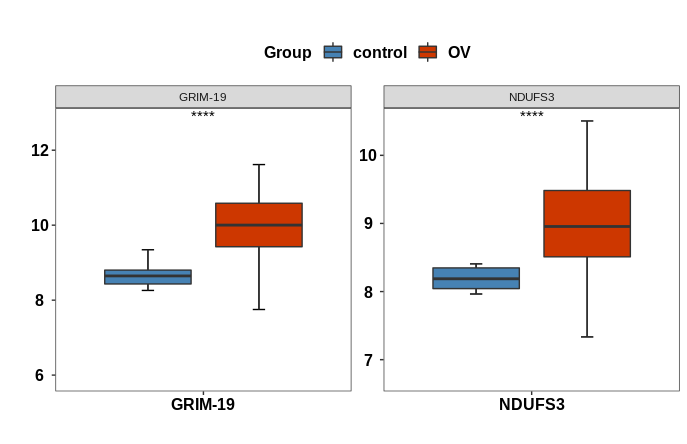 Group control OV
GRIM-19
****
12
10
8
6
GRIM-19
NDUFS3
****
10
9
8
7
NDUFS3